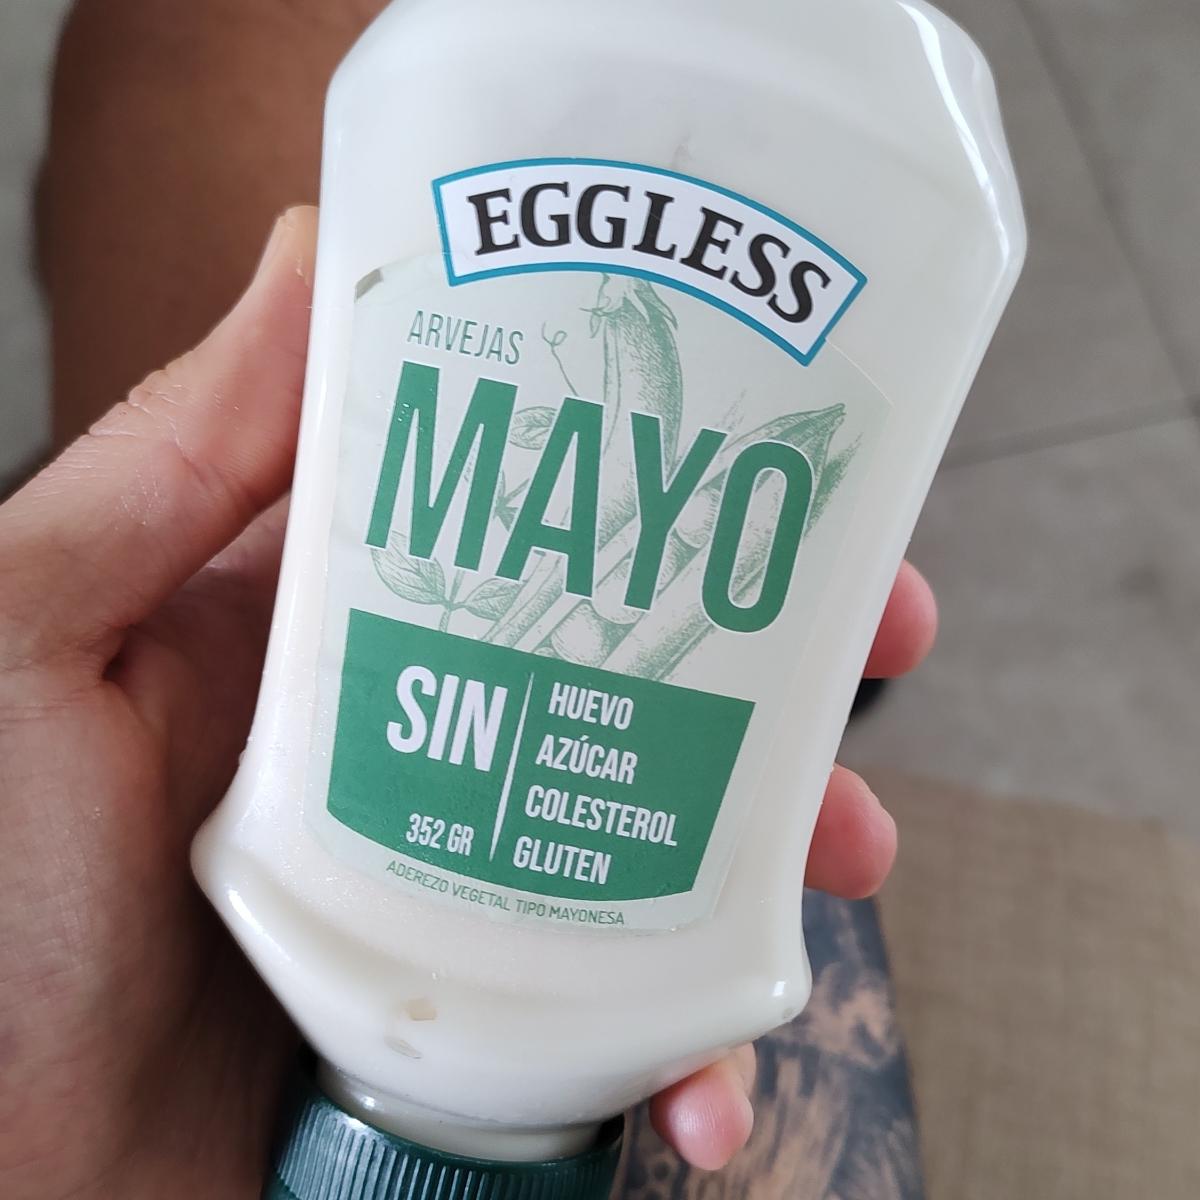 EGGLESS
ARVEJAS
MAYO
SIN
HUEVO
AZÚCAR
COLESTEROL
GLUTEN
352 GR
ADEREZO VEGETAL TIPO MAYONESA